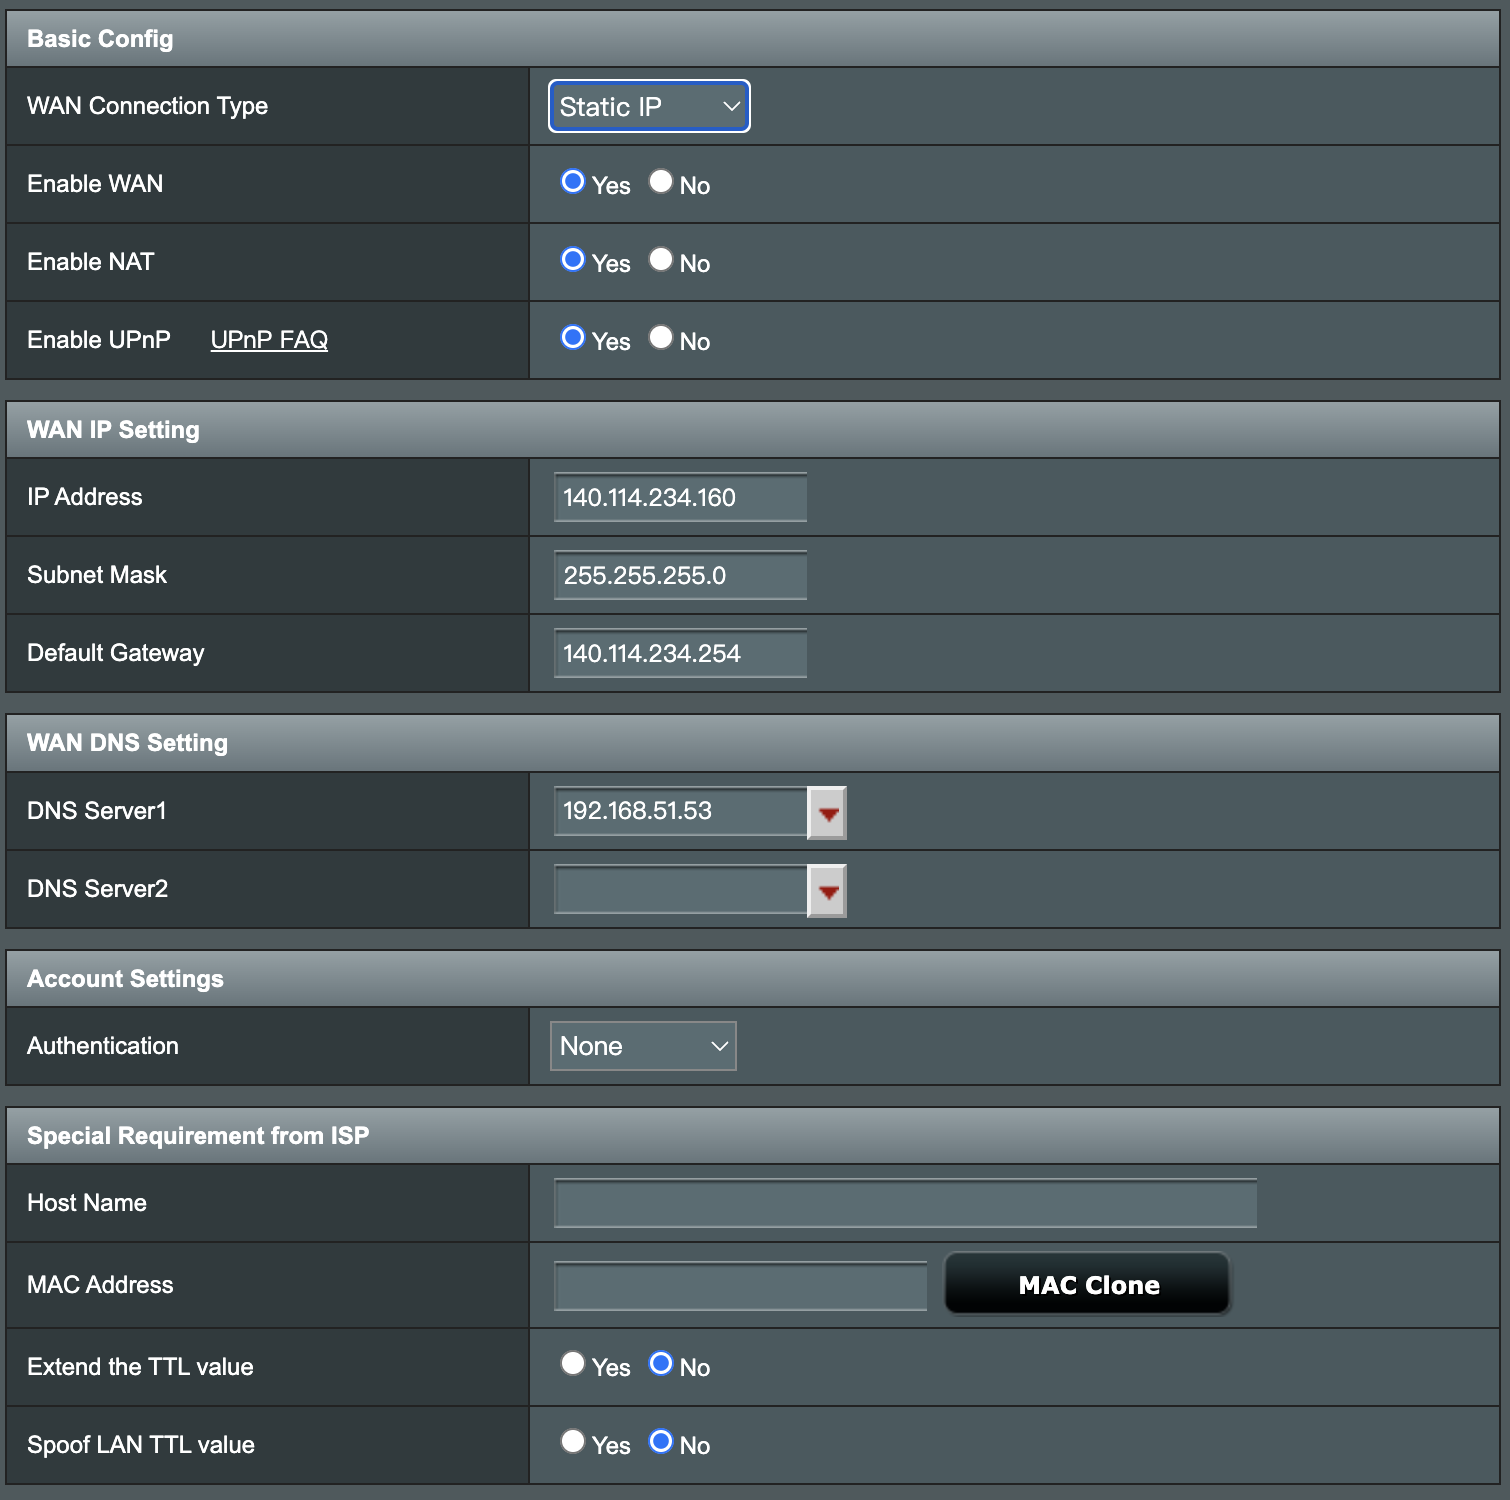 Basic Config
WAN Connection Type Static IP
Enable WAN Yes No
Enable NAT Yes No
Enable UPnP UPnP FAQ Yes No
WAN IP Setting
IP Address 140.114.234.160
Subnet Mask 255.255.255.0
Default Gateway 140.114.234.254
WAN DNS Setting
DNS Server1 192.168.51.53
DNS Server2
Account Settings
Authentication None
Special Requirement from ISP
Host Name
MAC Address MAC Clone
Extend the TTL value Yes No
Spoof LAN TTL value Yes No